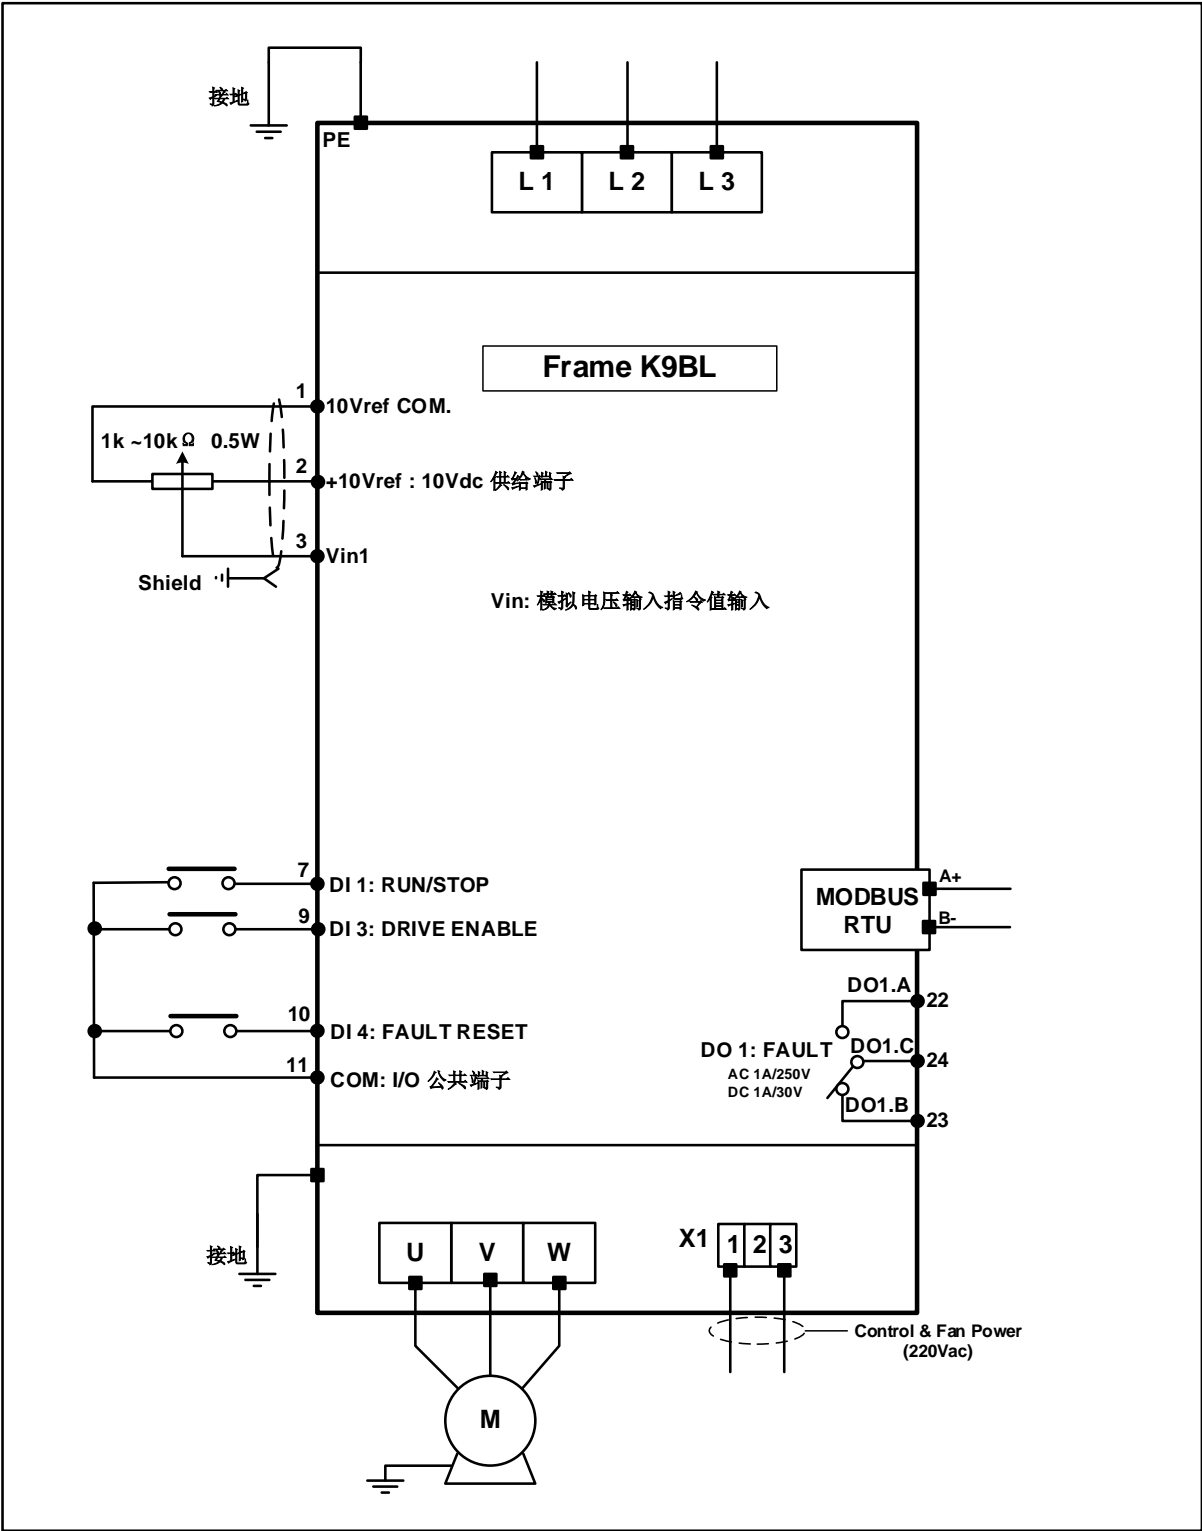 接地
PE
L 1 L 2 L 3
Frame K9BL
1
10Vref COM.
1k ~10k Ω 0.5W
2
+10Vref : 10Vdc 供给端子
3
Vin1
Shield
Vin: 模拟电压输入指令值输入
7
DI 1: RUN/STOP
9
DI 3: DRIVE ENABLE
10
DI 4: FAULT RESET
11
COM: I/O 公共端子
MODBUS
RTU
A+
B-
DO1.A
22
DO 1: FAULT
AC 1A/250V
DC 1A/30V
DO1.C
24
DO1.B
23
接地
U V W
X1 1 2 3
Control & Fan Power
(220Vac)
M